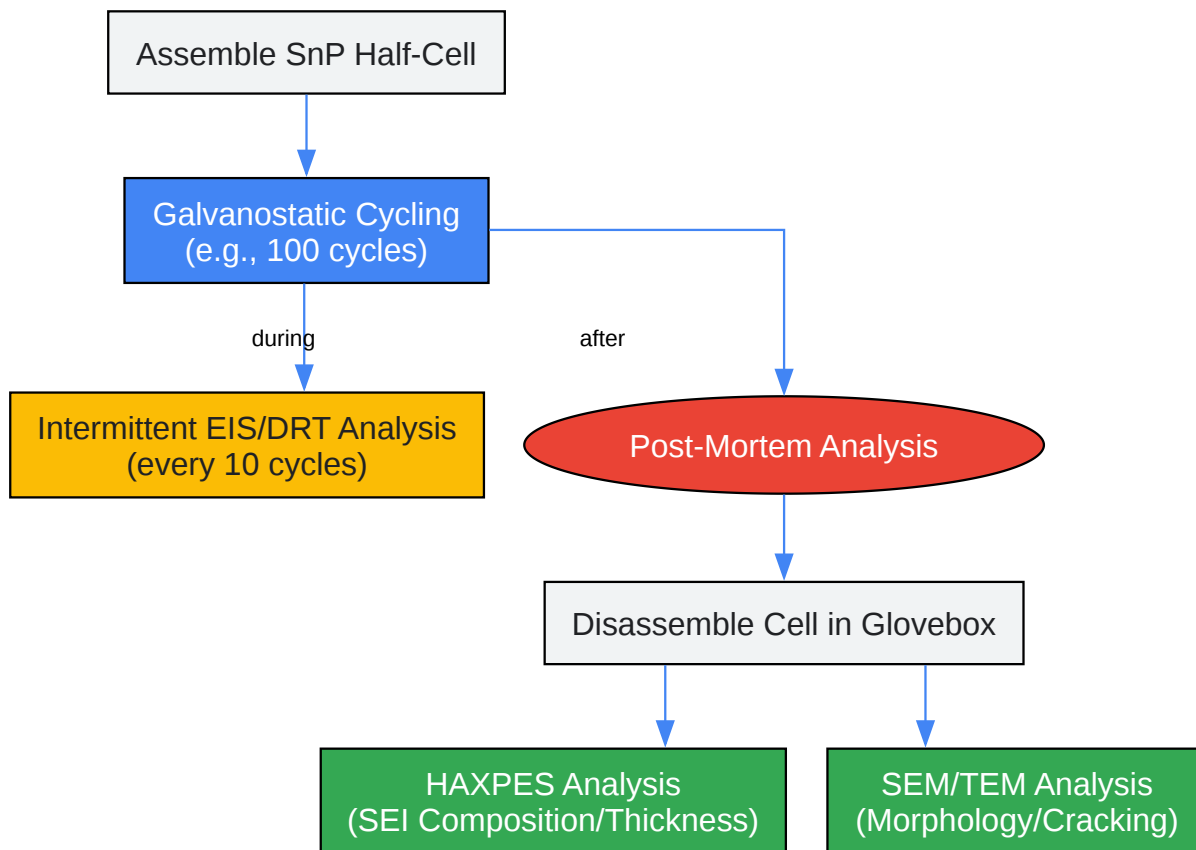 Assemble SnP Half-Cell
Galvanostatic Cycling
(e.g., 100 cycles)
during
after
Intermittent EIS/DRT Analysis
(every 10 cycles)
Post-Mortem Analysis
Disassemble Cell in Glovebox
HAXPES Analysis
(SEI Composition/Thickness)
SEM/TEM Analysis
(Morphology/Cracking)